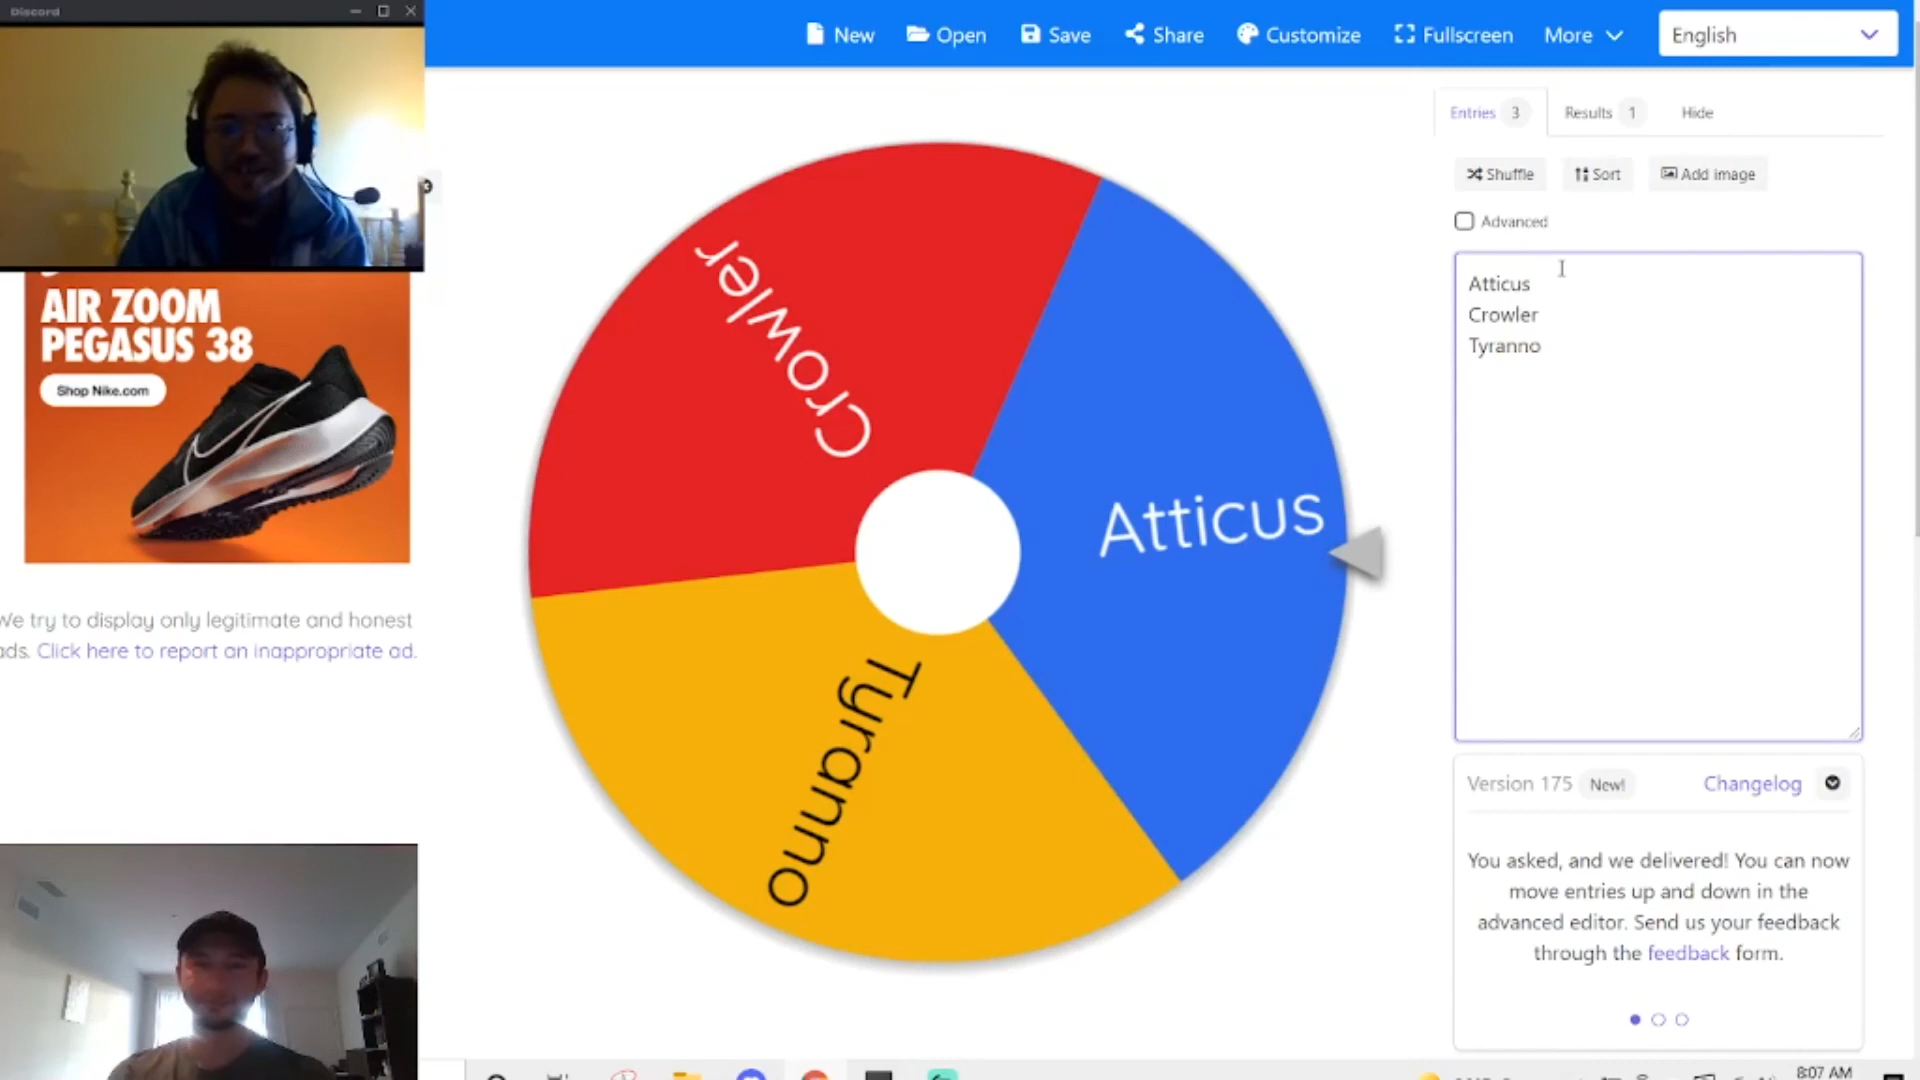 Discord
New
Open
Save
Share
Customize
Fullscreen
More
English
Entries 3
Results 1
Hide
Shuffle
Sort
Add image
Advanced
Atticus
Crowler
Tyranno
Crowler
Atticus
Tyranno
AIR ZOOM
PEGASUS 38
Shop Nike.com
We try to display only legitimate and honest
ads. Click here to report an inappropriate ad.
Version 175 New! Changelog
You asked, and we delivered! You can now
move entries up and down in the
advanced editor. Send us your feedback
through the feedback form.
8:07 AM